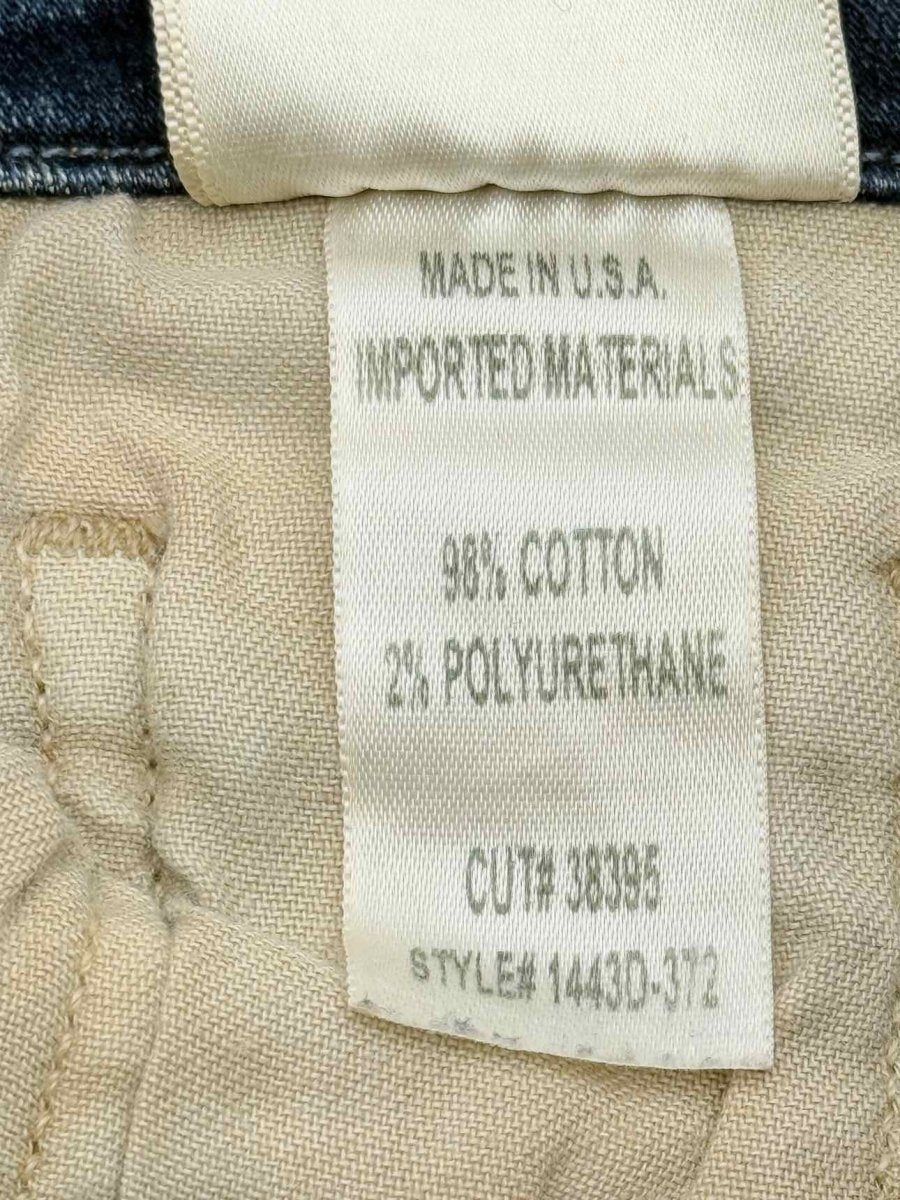 MADE IN U.S.A.
IMPORTED MATERIALS
98% COTTON
2% POLYURETHANE
CUT# 38395
STYLE# 1443D-372